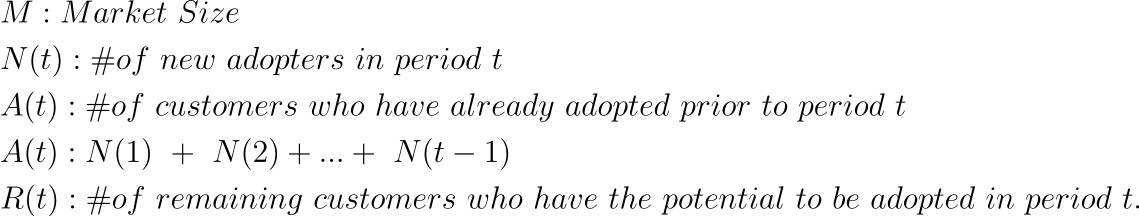 M : Market Size
N(t) : #of new adopters in period t
A(t) : #of customers who have already adopted prior to period t
A(t) : N(1) + N(2) + ... + N(t − 1)
R(t) : #of remaining customers who have the potential to be adopted in period t.